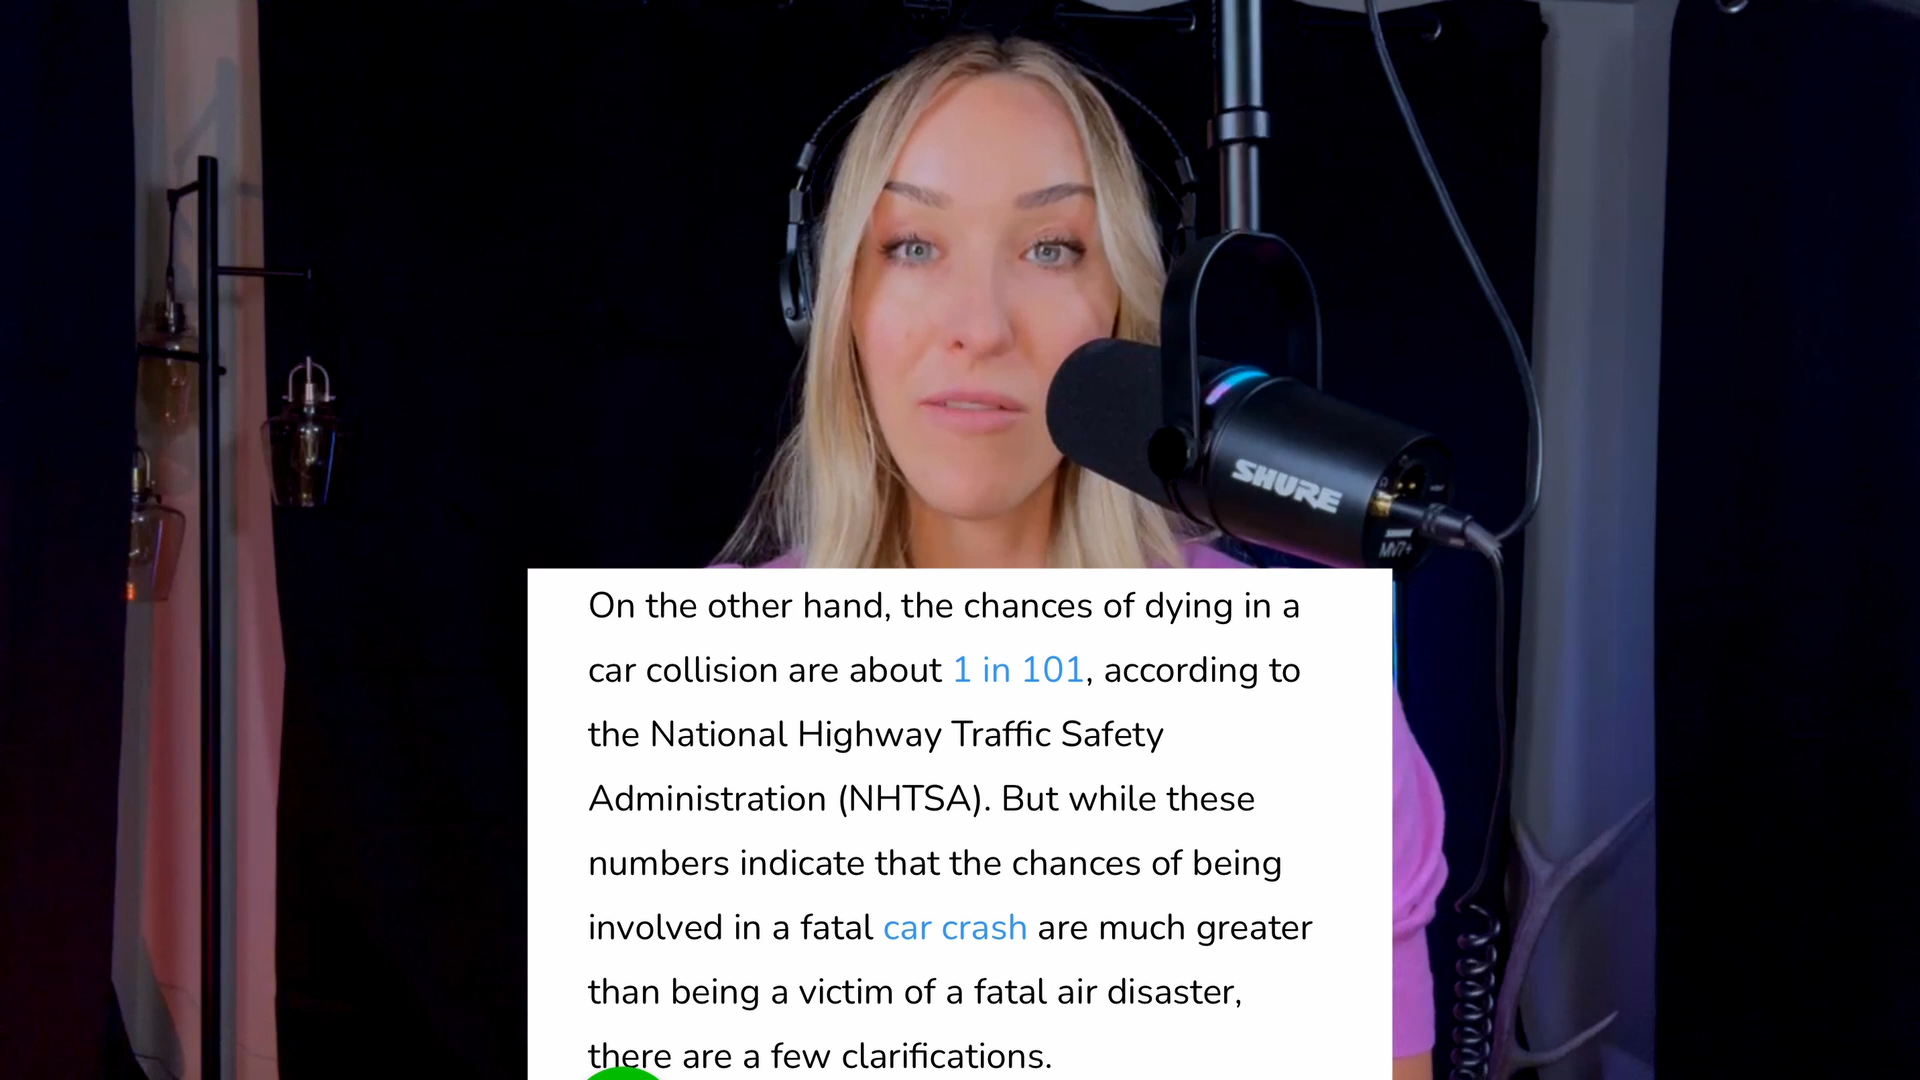 SHURE
MV7+
On the other hand, the chances of dying in a
car collision are about 1 in 101, according to
the National Highway Traffic Safety
Administration (NHTSA). But while these
numbers indicate that the chances of being
involved in a fatal car crash are much greater
than being a victim of a fatal air disaster,
there are a few clarifications.